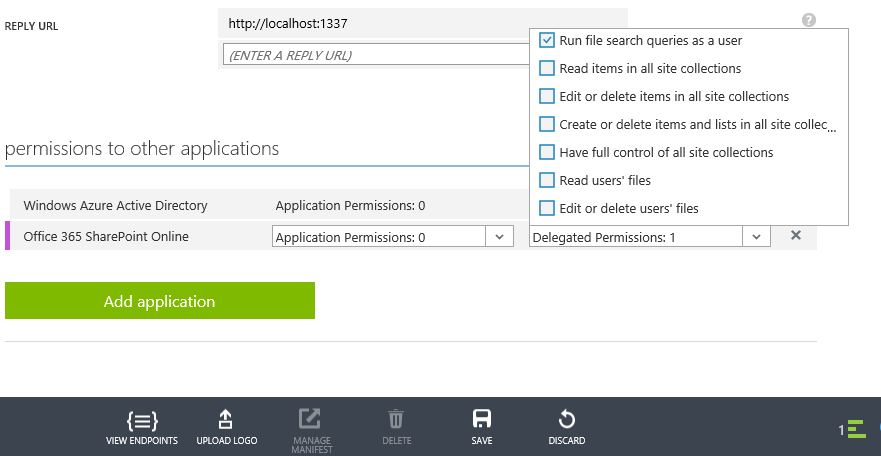 REPLY URL
http://localhost:1337
?
(ENTER A REPLY URL)
Run file search queries as a user
Read items in all site collections
Edit or delete items in all site collections
Create or delete items and lists in all site collec...
Have full control of all site collections
Read users' files
Edit or delete users' files
permissions to other applications
Windows Azure Active Directory Application Permissions: 0
Office 365 SharePoint Online Application Permissions: 0 Delegated Permissions: 1
Add application
VIEW ENDPOINTS UPLOAD LOGO MANAGE MANIFEST DELETE SAVE DISCARD
1